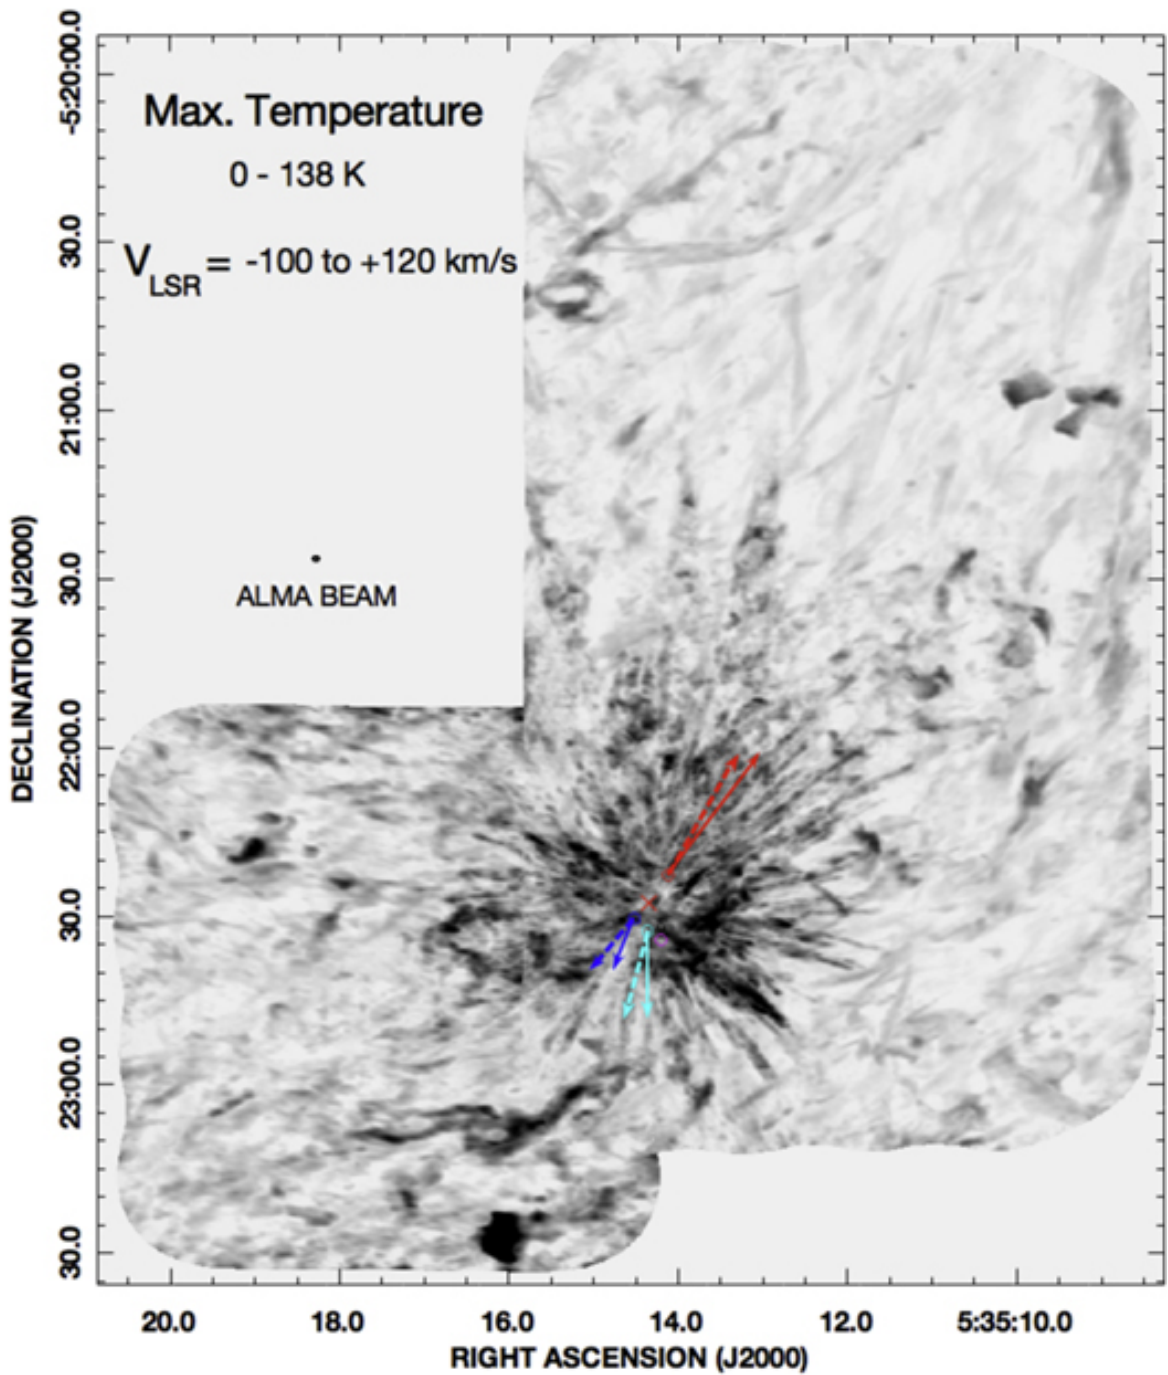 Max. Temperature
0 - 138 K
VLSR= -100 to +120 km/s
ALMA BEAM
DECLINATION (J2000)
-5:20:00.0
30.0
21:00.0
30.0
22:00.0
30.0
23:00.0
30.0
20.0 18.0 16.0 14.0 12.0 5:35:10.0
RIGHT ASCENSION (J2000)